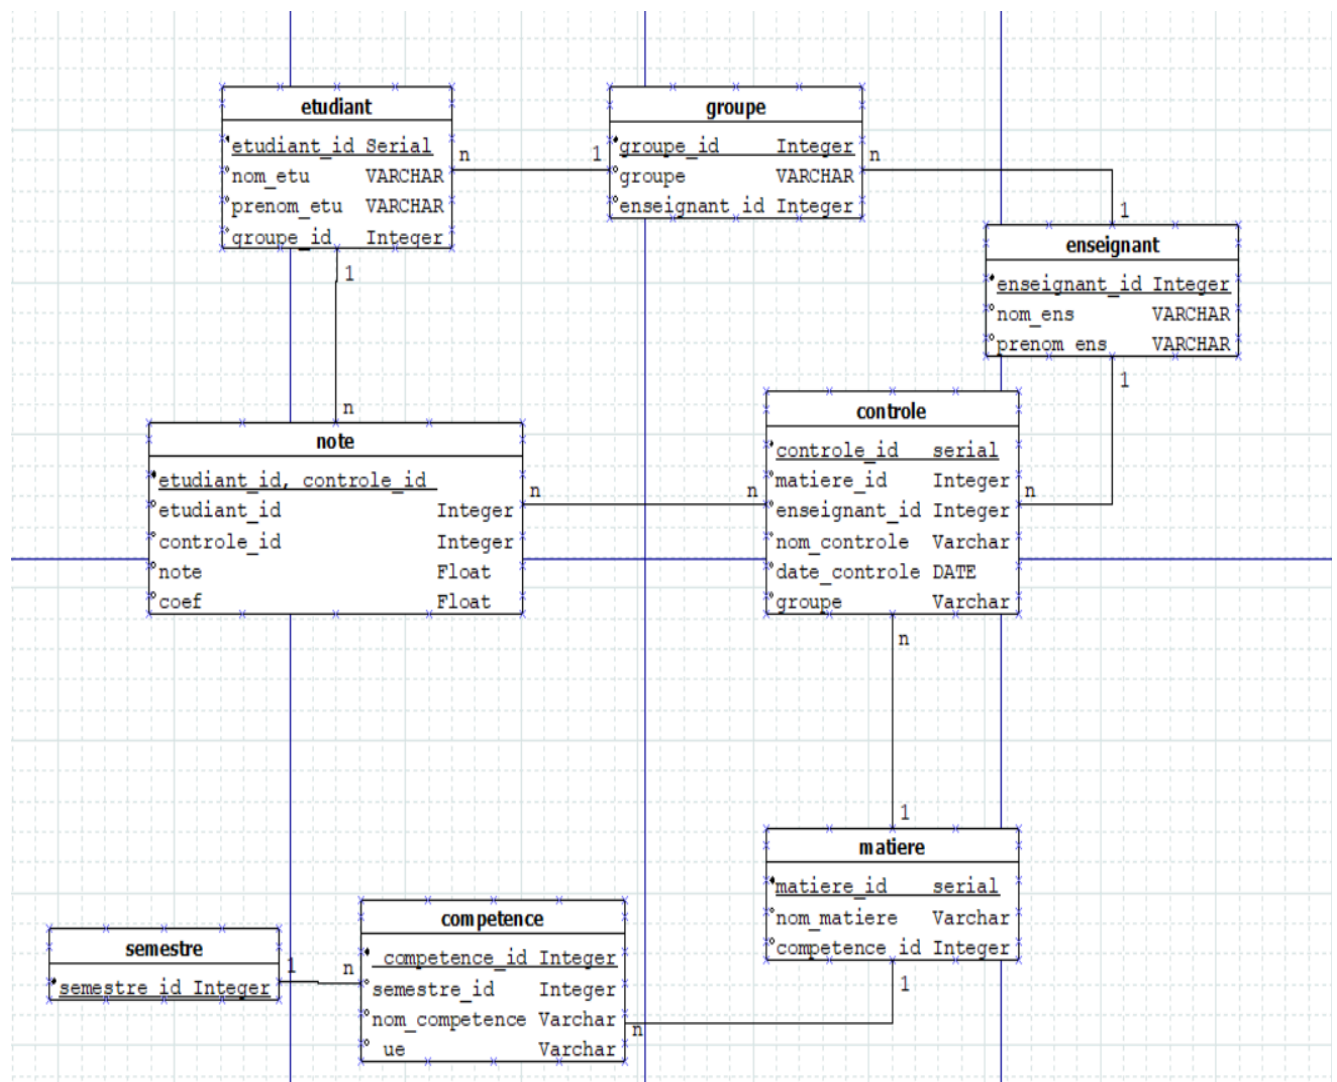 etudiant
etudiant_id Serial
nom_etu VARCHAR
prenom_etu VARCHAR
groupe_id Integer
n
1
groupe
groupe_id Integer
groupe VARCHAR
enseignant_id Integer
n
1
enseignant
enseignant_id Integer
nom_ens VARCHAR
prenom_ens VARCHAR
1
1
n
note
etudiant_id, controle_id
etudiant_id Integer
controle_id Integer
note Float
coef Float
n
n
controle
controle_id serial
matiere_id Integer
enseignant_id Integer
nom_controle Varchar
date_controle DATE
groupe Varchar
n
n
1
matiere
matiere_id serial
nom_matiere Varchar
competence_id Integer
1
semestre
semestre_id Integer
1
n
competence
competence_id Integer
semestre_id Integer
nom_competence Varchar
ue Varchar
n